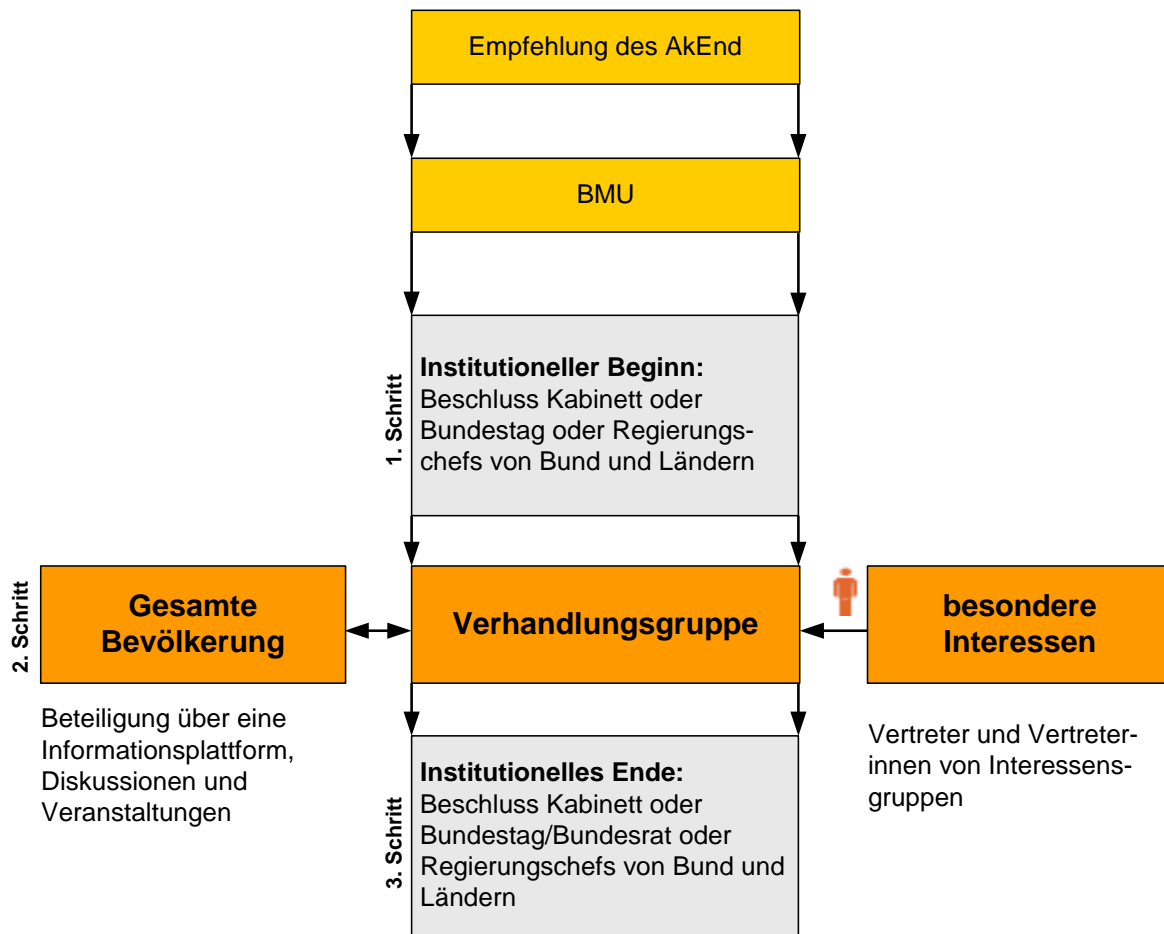 Empfehlung des AkEnd
BMU
1. Schritt
Institutioneller Beginn:
Beschluss Kabinett oder
Bundestag oder Regierungs-
chefs von Bund und Ländern
2. Schritt
Gesamte
Bevölkerung
Verhandlungsgruppe
besondere
Interessen
Beteiligung über eine
Informationsplattform,
Diskussionen und
Veranstaltungen
Vertreter und Vertreter-
innen von Interessens-
gruppen
3. Schritt
Institutionelles Ende:
Beschluss Kabinett oder
Bundestag/Bundesrat oder
Regierungschefs von Bund und
Ländern